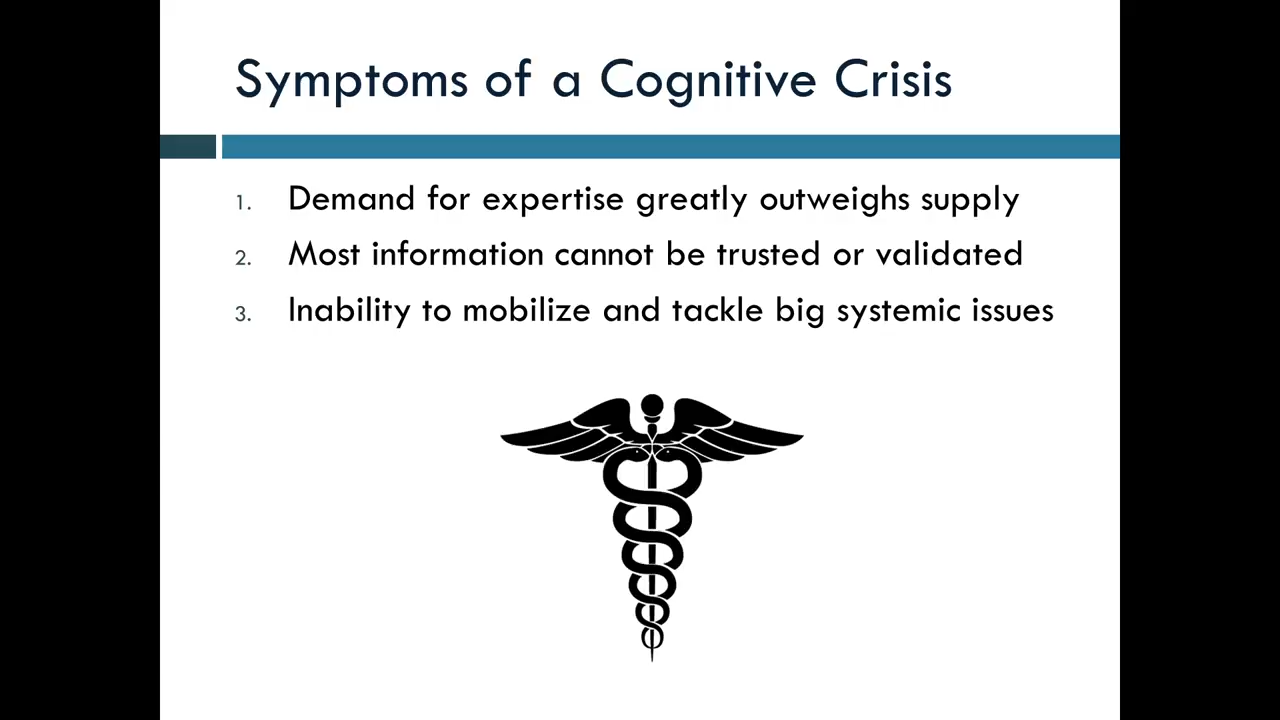 Symptoms of a Cognitive Crisis
1. Demand for expertise greatly outweighs supply
2. Most information cannot be trusted or validated
3. Inability to mobilize and tackle big systemic issues